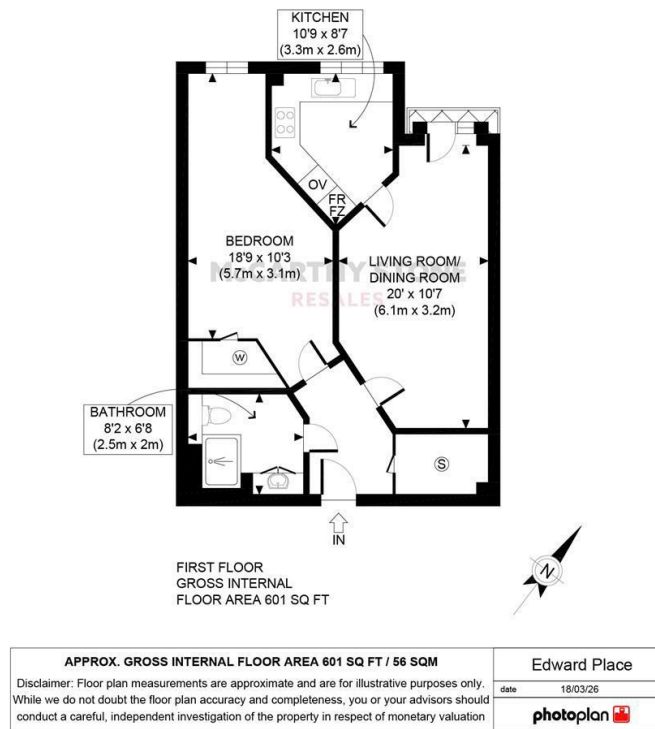 KITCHEN
10'9 x 8'7
(3.3m x 2.6m)
OV
FR
FZ
BEDROOM
18'9 x 10'3
(5.7m x 3.1m)
McCARTHY STONE
RESALES
LIVING ROOM/
DINING ROOM
20' x 10'7
(6.1m x 3.2m)
W
BATHROOM
8'2 x 6'8
(2.5m x 2m)
S
IN
FIRST FLOOR
GROSS INTERNAL
FLOOR AREA 601 SQ FT
N
APPROX. GROSS INTERNAL FLOOR AREA 601 SQ FT / 56 SQM
Disclaimer: Floor plan measurements are approximate and are for illustrative purposes only.
While we do not doubt the floor plan accuracy and completeness, you or your advisors should
conduct a careful, independent investigation of the property in respect of monetary valuation
Edward Place
date 18/03/26
photoplan